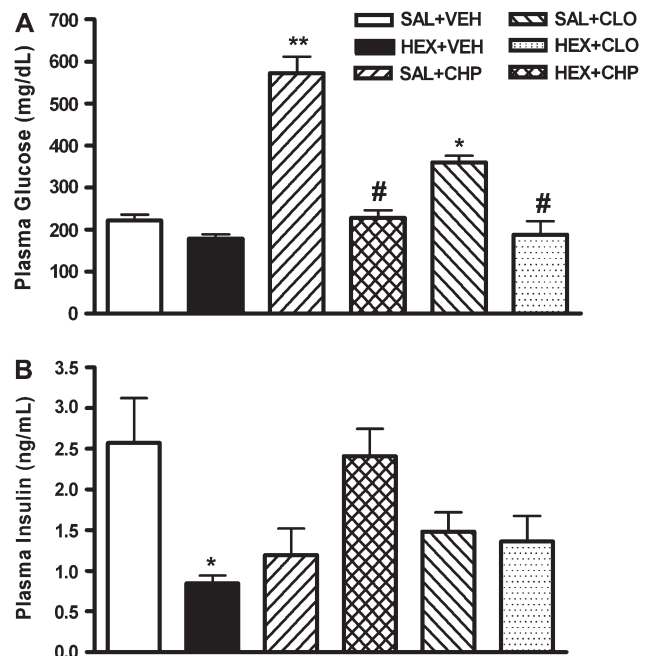 A
Plasma Glucose (mg/dL)
700
600
500
400
300
200
100
0
SAL+VEH
HEX+VEH
SAL+CHP
SAL+CLO
HEX+CLO
HEX+CHP
**
#
*
#
B
Plasma Insulin (ng/mL)
3.5
3.0
2.5
2.0
1.5
1.0
0.5
0.0
*